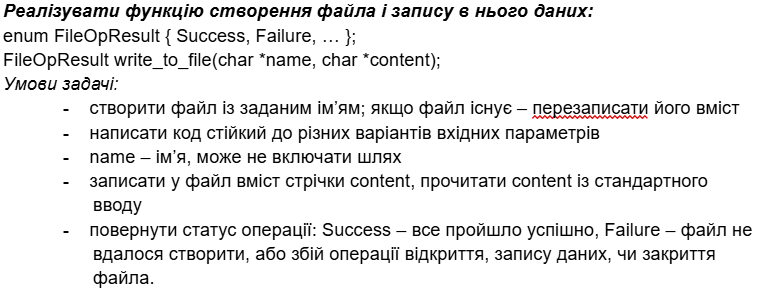 Реалізувати функцію створення файла і запису в нього даних:
enum FileOpResult { Success, Failure, … };
FileOpResult write_to_file(char *name, char *content);
Умови задачі:
- створити файл із заданим ім’ям; якщо файл існує – перезаписати його вміст
- написати код стійкий до різних варіантів вхідних параметрів
- name – ім’я, може не включати шлях
- записати у файл вміст стрічки content, прочитати content із стандартного
вводу
- повернути статус операції: Success – все пройшло успішно, Failure – файл не
вдалося створити, або збій операції відкриття, запису даних, чи закриття
файла.